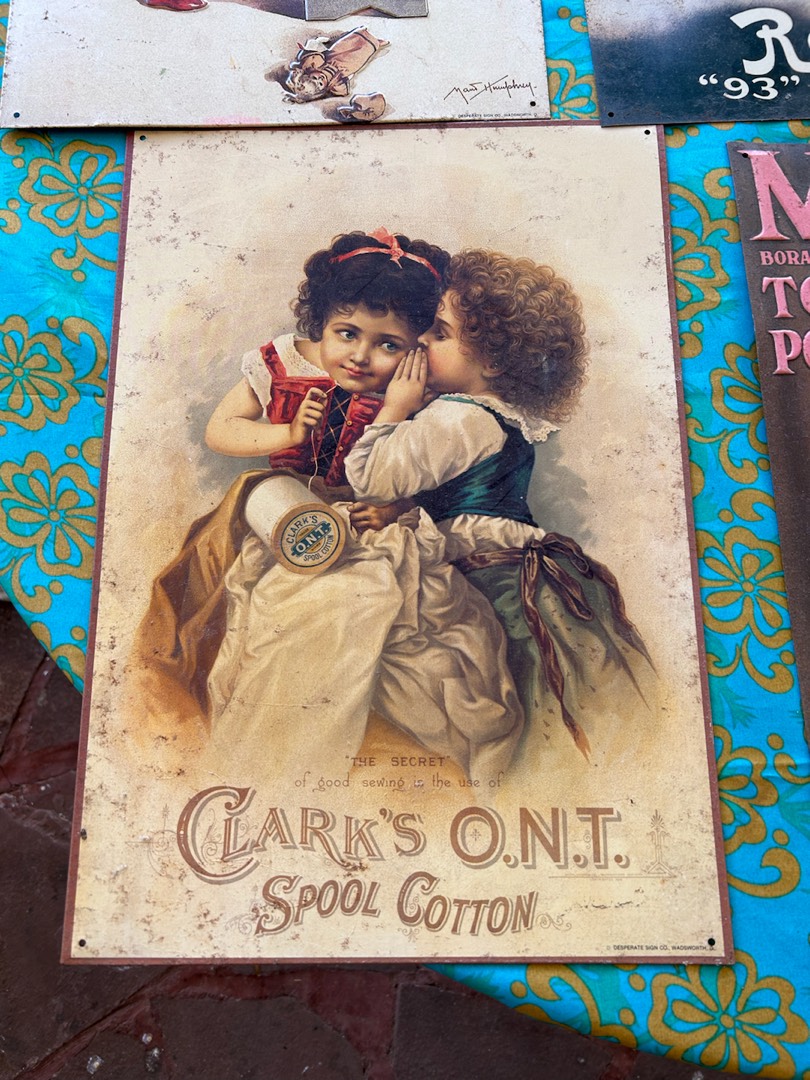 Maud Humphrey
DESPERATE SIGN CO., WADSWORTH, O.
R
"93"
M
BORA
TO
PO
CLARK'S
O.N.T.
SPOOL COTTON
"THE SECRET"
of good sewing is the use of
CLARK'S O.N.T.
SPOOL COTTON
© DESPERATE SIGN CO., WADSWORTH, O.